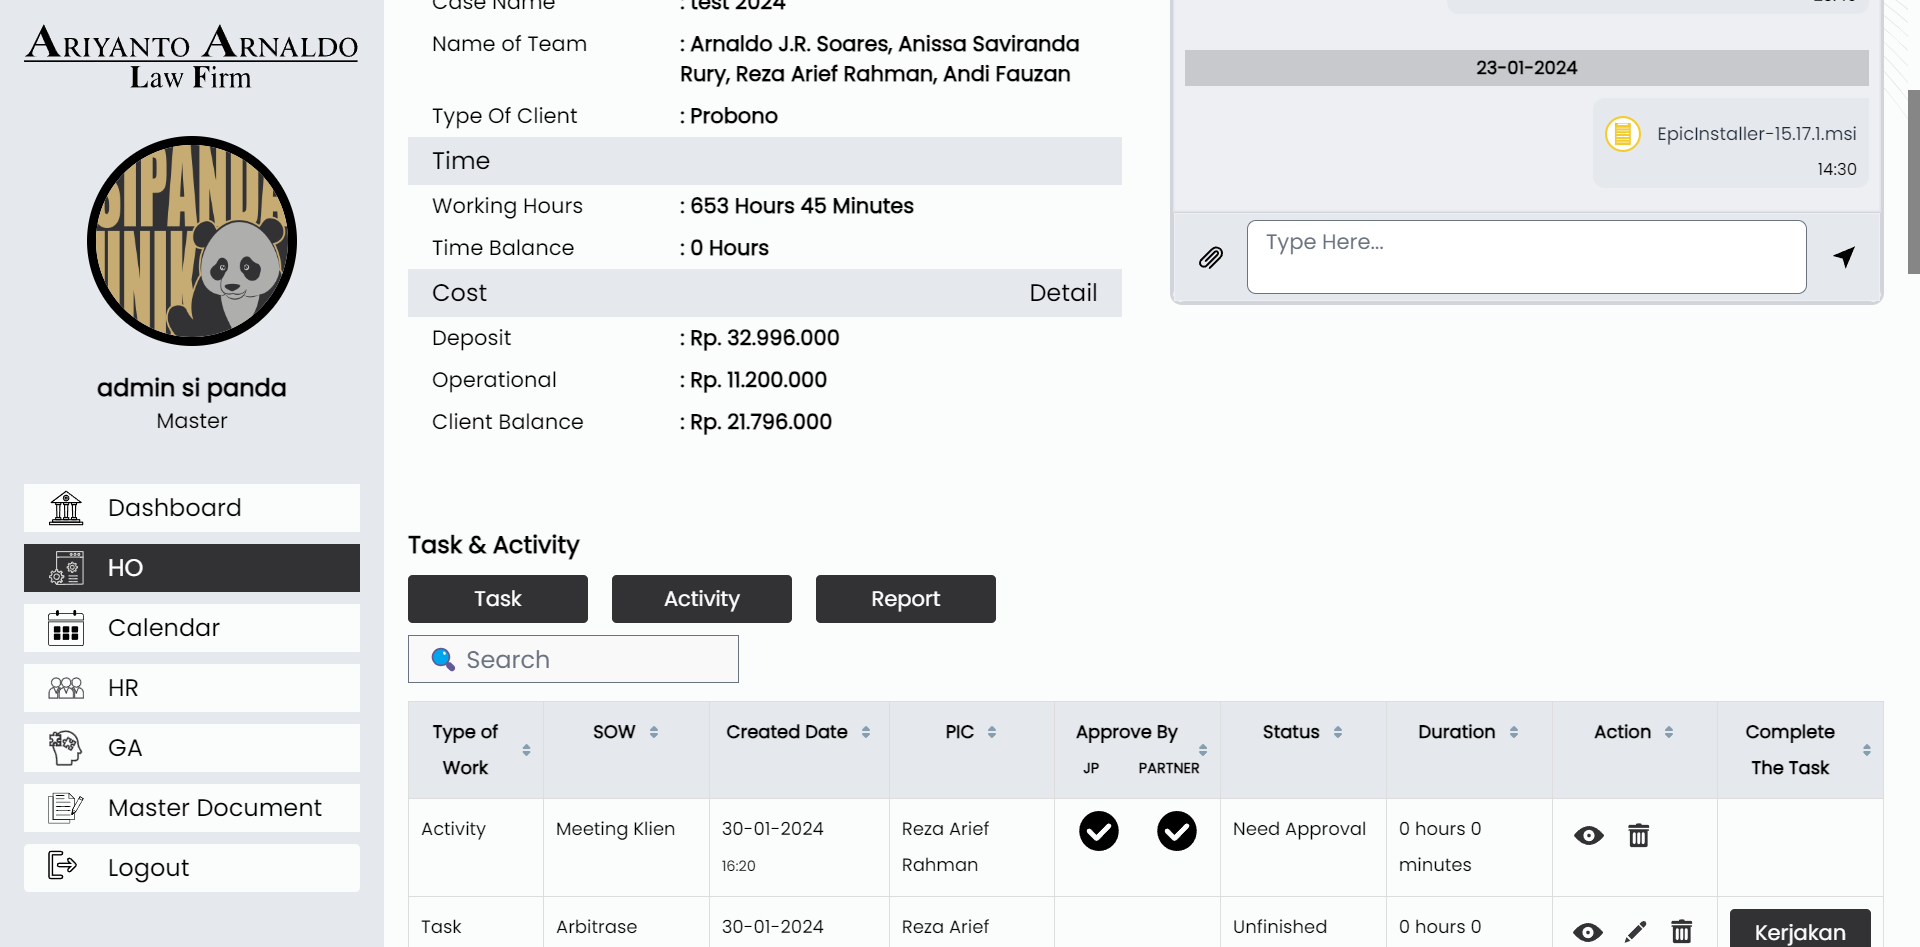 ARIYANTO ARNALDO
Law Firm
SIPANDA
UNIK
admin si panda
Master
Dashboard
HO
Calendar
HR
GA
Master Document
Logout
Case Name : test 2024
Name of Team : Arnaldo J.R. Soares, Anissa Saviranda
Rury, Reza Arief Rahman, Andi Fauzan
Type Of Client : Probono
Time
Working Hours : 653 Hours 45 Minutes
Time Balance : 0 Hours
Cost Detail
Deposit : Rp. 32.996.000
Operational : Rp. 11.200.000
Client Balance : Rp. 21.796.000
23-01-2024
EpicInstaller-15.17.1.msi
14:30
Type Here...
Task & Activity
Task Activity Report
Search
Type of Work SOW Created Date PIC Approve By JP PARTNER Status Duration Action Complete The Task
Activity Meeting Klien 30-01-2024 16:20 Reza Arief Rahman Need Approval 0 hours 0 minutes
Task Arbitrase 30-01-2024 Reza Arief Unfinished 0 hours 0 Kerjakan